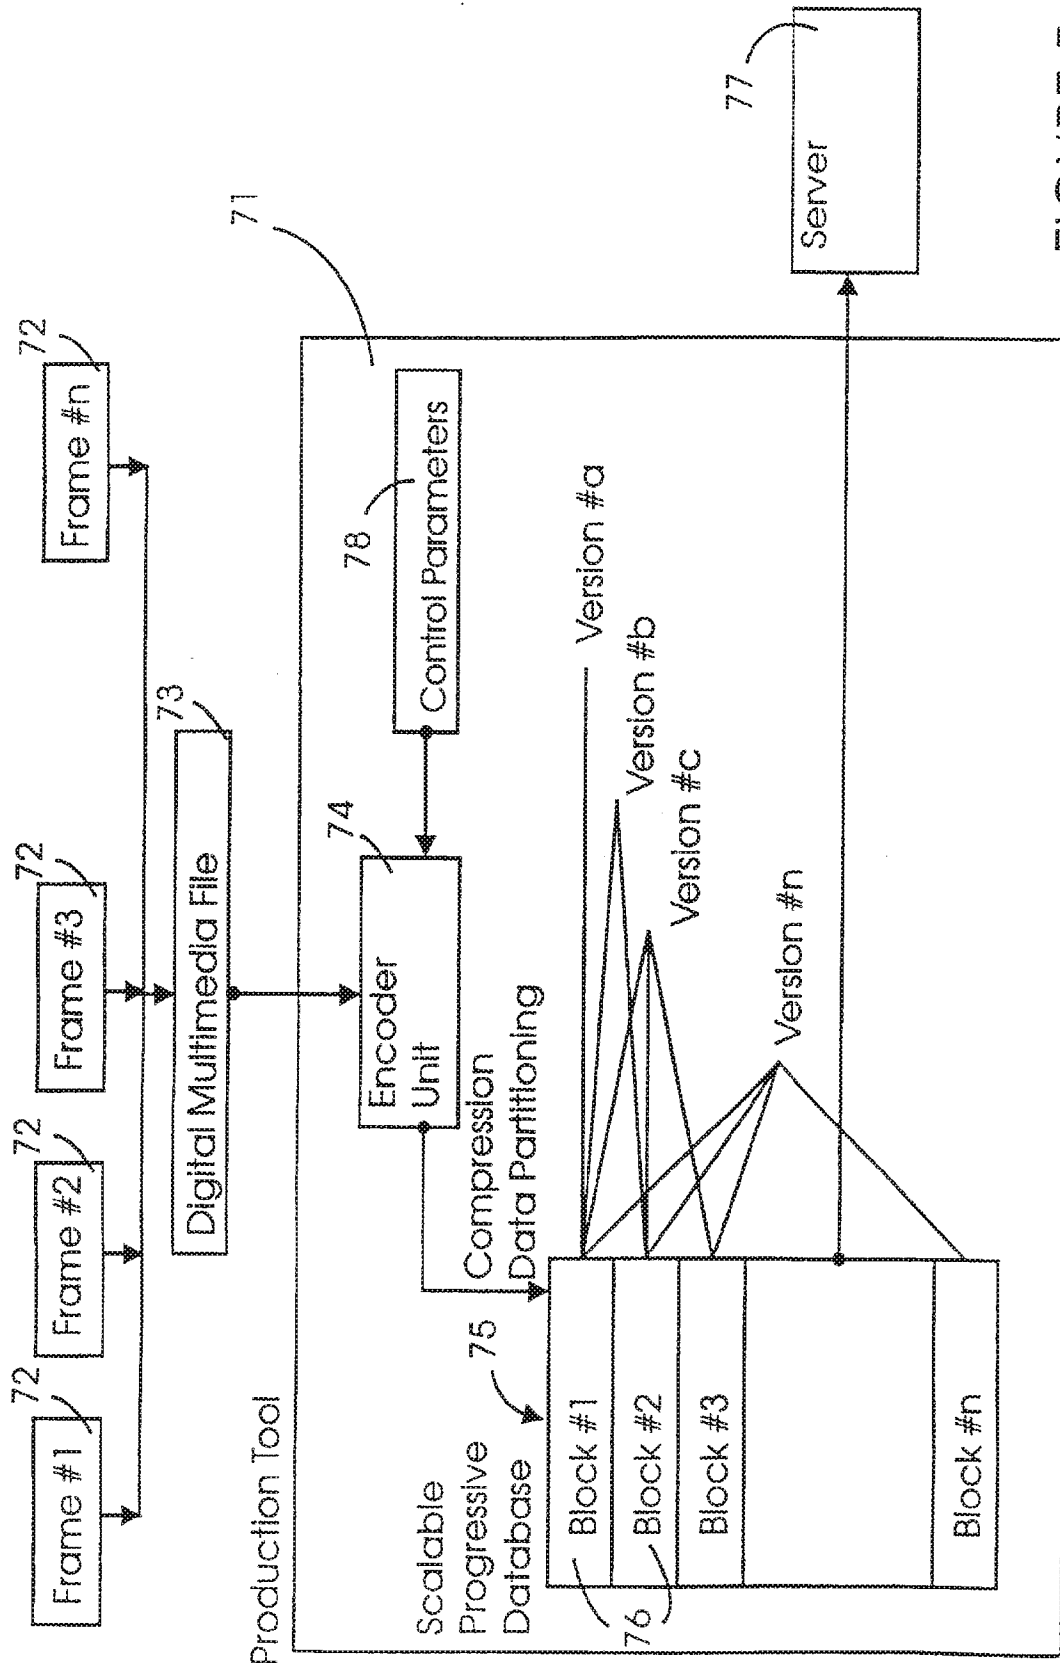 72
Frame #1
72
Frame #2
72
Frame #3
72
Frame #n
73
Digital Multimedia File
Production Tool
71
74
Encoder
Unit
78
Control Parameters
Compression
Data Partitioning
Scalable
Progressive
Database
75
Block #1
Block #2
Block #3
Block #n
76
Version #a
Version #b
Version #c
Version #n
77
Server